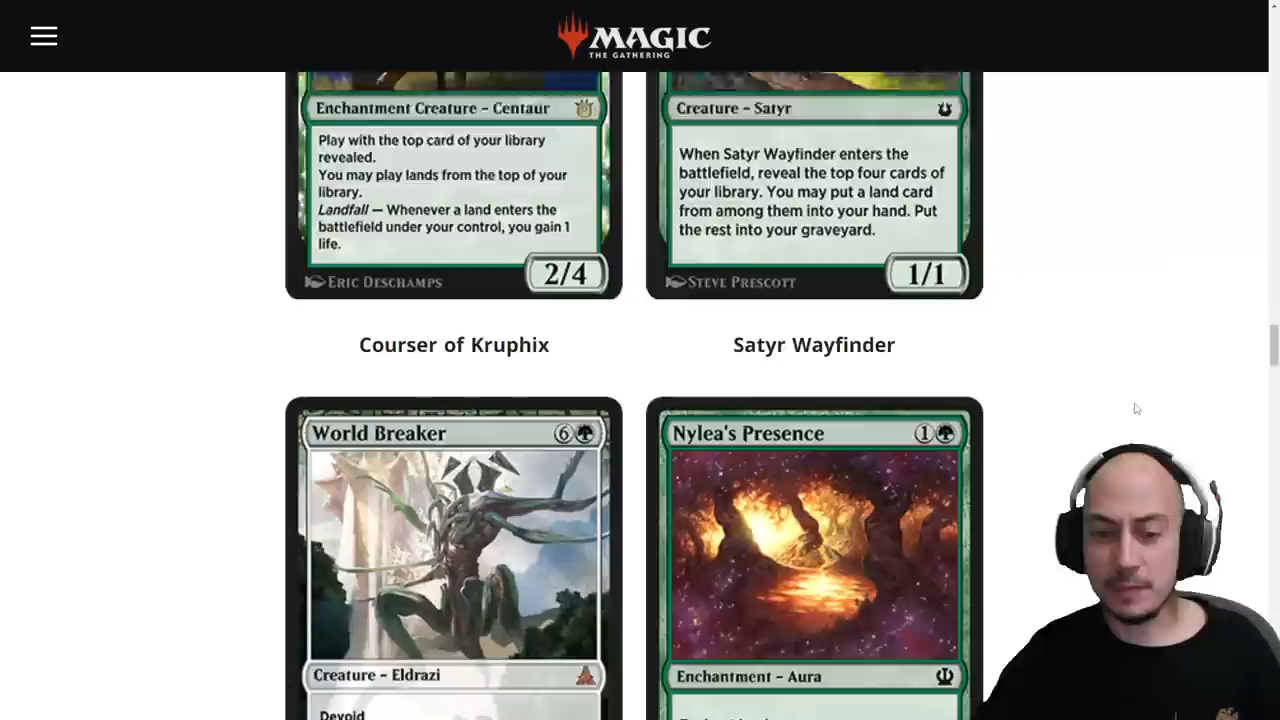 MAGIC
THE GATHERING
Enchantment Creature – Centaur
Play with the top card of your library
revealed.
You may play lands from the top of your
library.
Landfall — Whenever a land enters the
battlefield under your control, you gain 1
life.
2/4
ERIC DESCHAMPS
Creature – Satyr
When Satyr Wayfinder enters the
battlefield, reveal the top four cards of
your library. You may put a land card
from among them into your hand. Put
the rest into your graveyard.
1/1
STEVE PRESCOTT
Courser of Kruphix
Satyr Wayfinder
World Breaker
6
Creature – Eldrazi
Devoid
Nylea's Presence
1
Enchantment – Aura